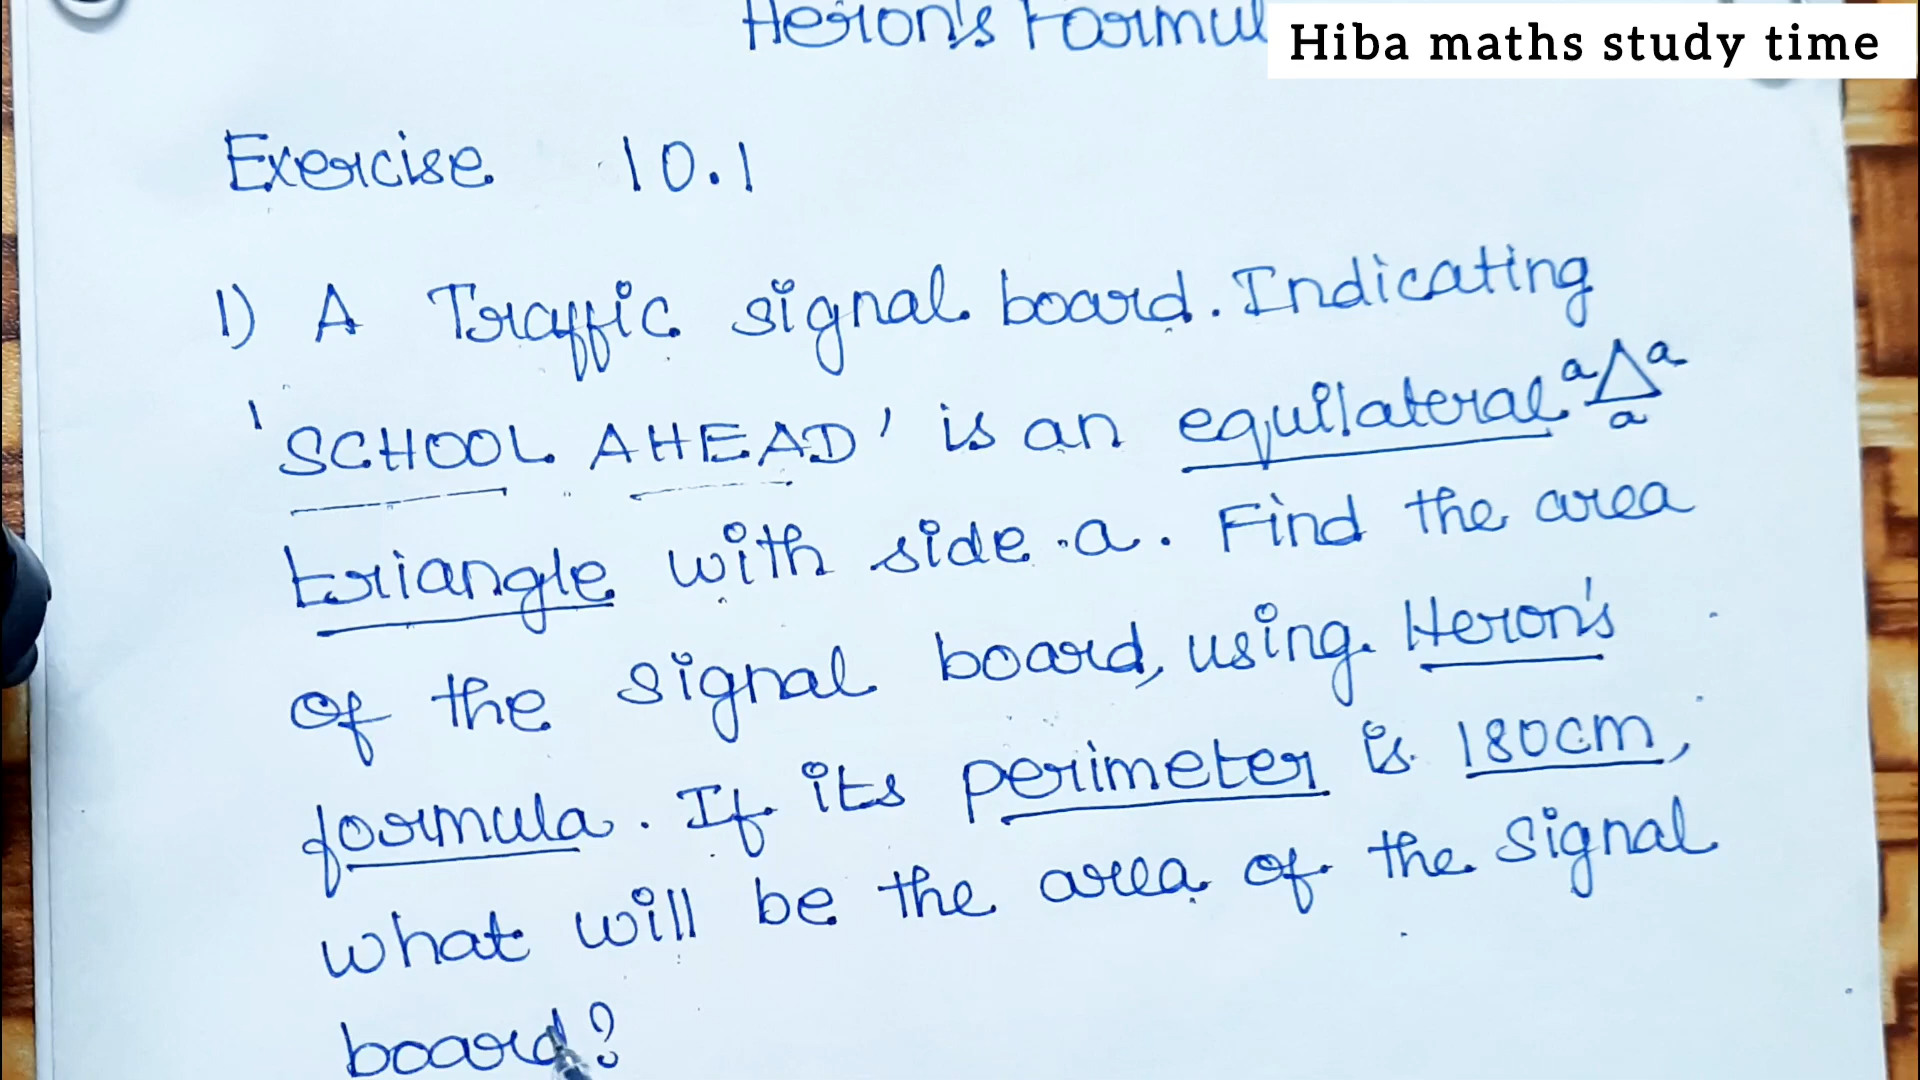 Heron's Formul
Hiba maths study time
Exercise 10.1
1) A Traffic signal board. Indicating
'SCHOOL AHEAD' is an equilateral a a
a
triangle with side a. Find the area
of the signal board, using Heron's
formula. If its perimeter is 180cm,
what will be the area of the signal
board?